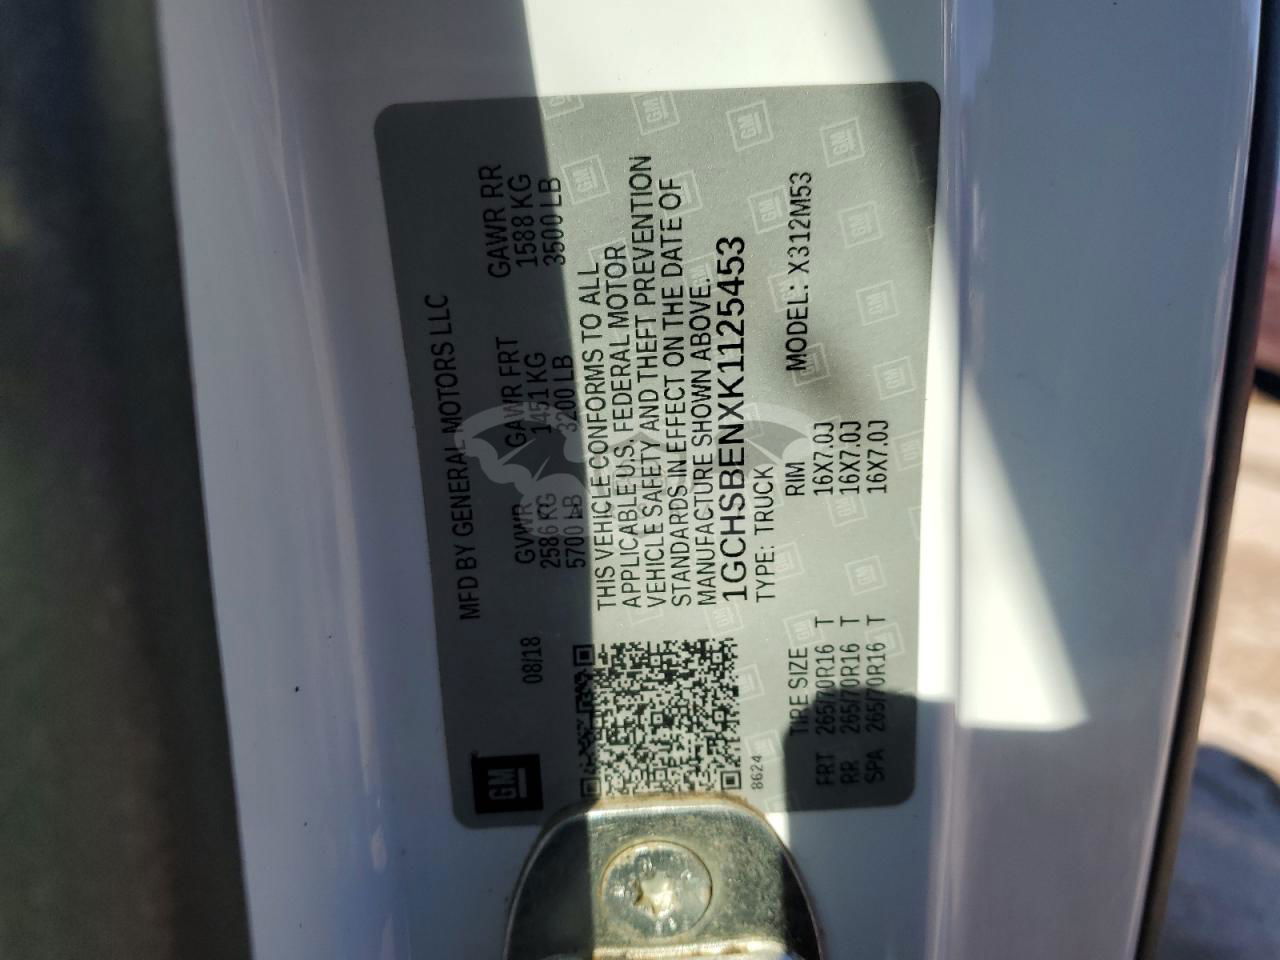 MFD BY GENERAL MOTORS LLC
GM
08/18
GVWR GAWR FRT GAWR RR
2586 KG 1451 KG 1588 KG
5700 LB 3200 LB 3500 LB
THIS VEHICLE CONFORMS TO ALL
APPLICABLE U.S. FEDERAL MOTOR
VEHICLE SAFETY AND THEFT PREVENTION
STANDARDS IN EFFECT ON THE DATE OF
MANUFACTURE SHOWN ABOVE.
1GCHSBENXK1125453
8624
TYPE: TRUCK
MODEL: X312M53
TIRE SIZE RIM
FRT 265/70R16 T 16X7.0J
RR 265/70R16 T 16X7.0J
SPA 265/70R16 T 16X7.0J